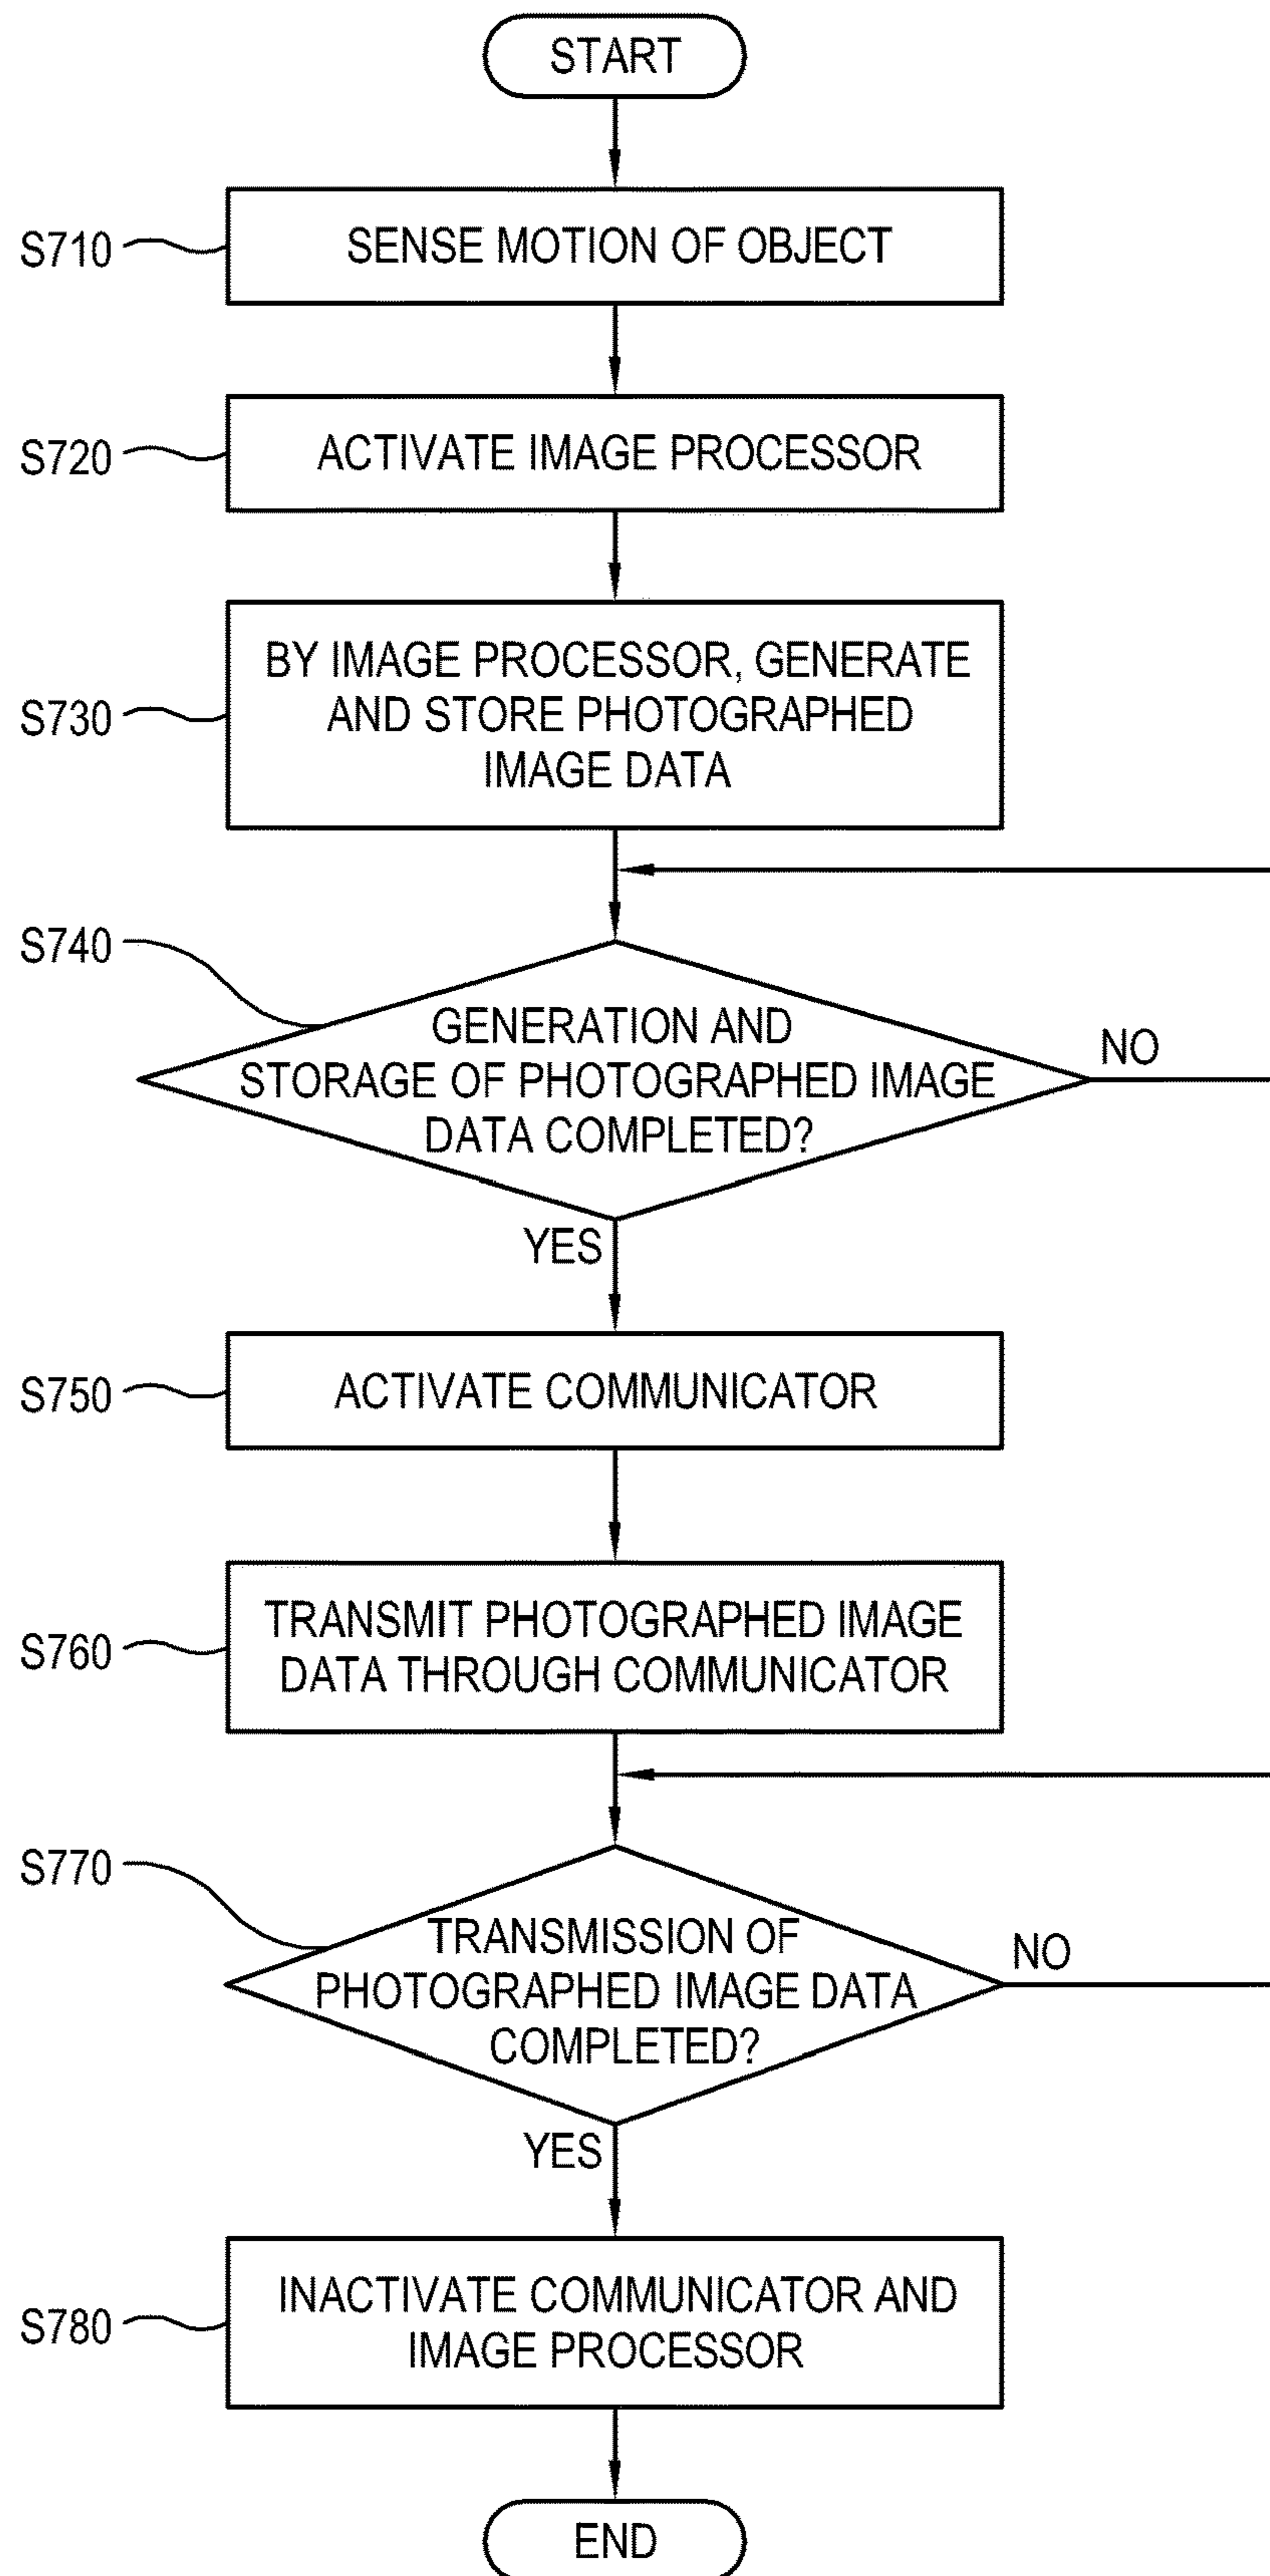 START
S710
SENSE MOTION OF OBJECT
S720
ACTIVATE IMAGE PROCESSOR
S730
BY IMAGE PROCESSOR, GENERATE
AND STORE PHOTOGRAPHED
IMAGE DATA
S740
GENERATION AND
STORAGE OF PHOTOGRAPHED IMAGE
DATA COMPLETED?
NO
YES
S750
ACTIVATE COMMUNICATOR
S760
TRANSMIT PHOTOGRAPHED IMAGE
DATA THROUGH COMMUNICATOR
S770
TRANSMISSION OF
PHOTOGRAPHED IMAGE DATA
COMPLETED?
NO
YES
S780
INACTIVATE COMMUNICATOR AND
IMAGE PROCESSOR
END